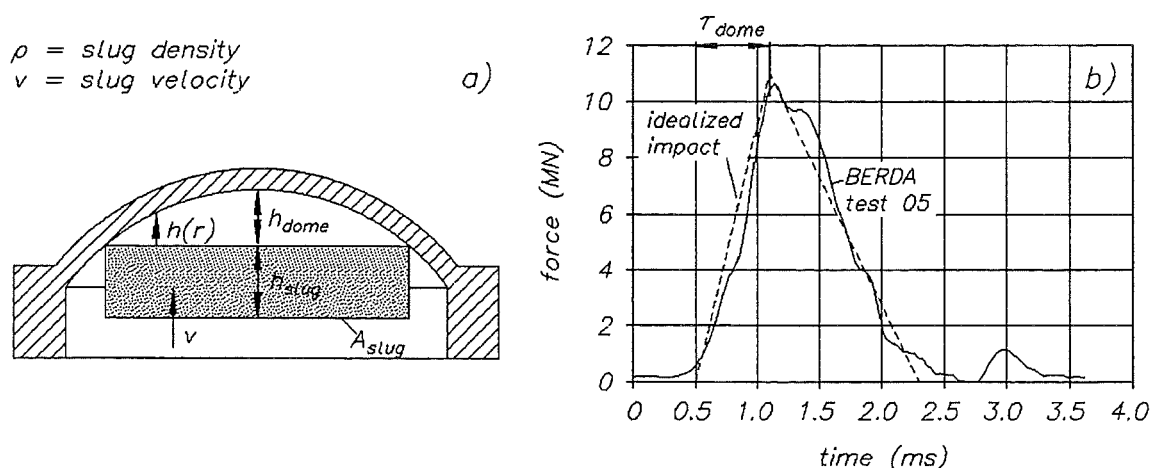 ρ = slug density
v = slug velocity
a)
h(r)
h_dome
h_slug
v
A_slug
τ_dome
b)
12
10
8
6
4
2
0
force (MN)
idealized
impact
BERDA
test 05
0 0.5 1.0 1.5 2.0 2.5 3.0 3.5 4.0
time (ms)